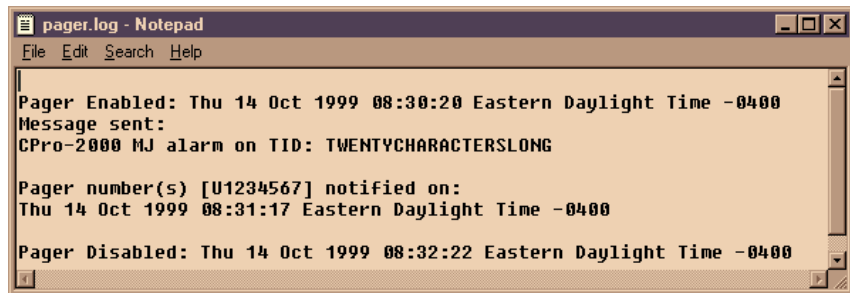 pager.log - Notepad
File Edit Search Help
Pager Enabled: Thu 14 Oct 1999 08:30:20 Eastern Daylight Time -0400
Message sent:
CPro-2000 MJ alarm on TID: TWENTYCHARACTERSLONG
Pager number(s) [U1234567] notified on:
Thu 14 Oct 1999 08:31:17 Eastern Daylight Time -0400
Pager Disabled: Thu 14 Oct 1999 08:32:22 Eastern Daylight Time -0400